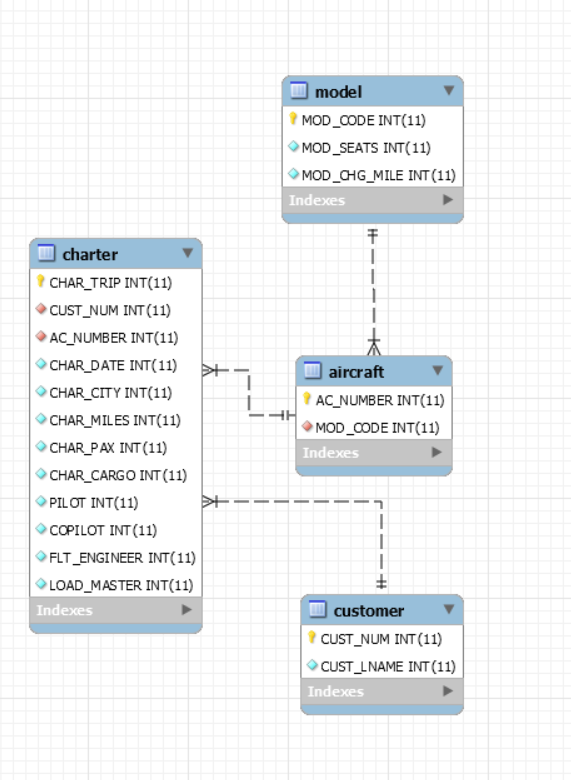 model
MOD_CODE INT(11)
MOD_SEATS INT(11)
MOD_CHG_MILE INT(11)
Indexes
charter
CHAR_TRIP INT(11)
CUST_NUM INT(11)
AC_NUMBER INT(11)
CHAR_DATE INT(11)
CHAR_CITY INT(11)
CHAR_MILES INT(11)
CHAR_PAX INT(11)
CHAR_CARGO INT(11)
PILOT INT(11)
COPILOT INT(11)
FLT_ENGINEER INT(11)
LOAD_MASTER INT(11)
Indexes
aircraft
AC_NUMBER INT(11)
MOD_CODE INT(11)
Indexes
customer
CUST_NUM INT(11)
CUST_LNAME INT(11)
Indexes